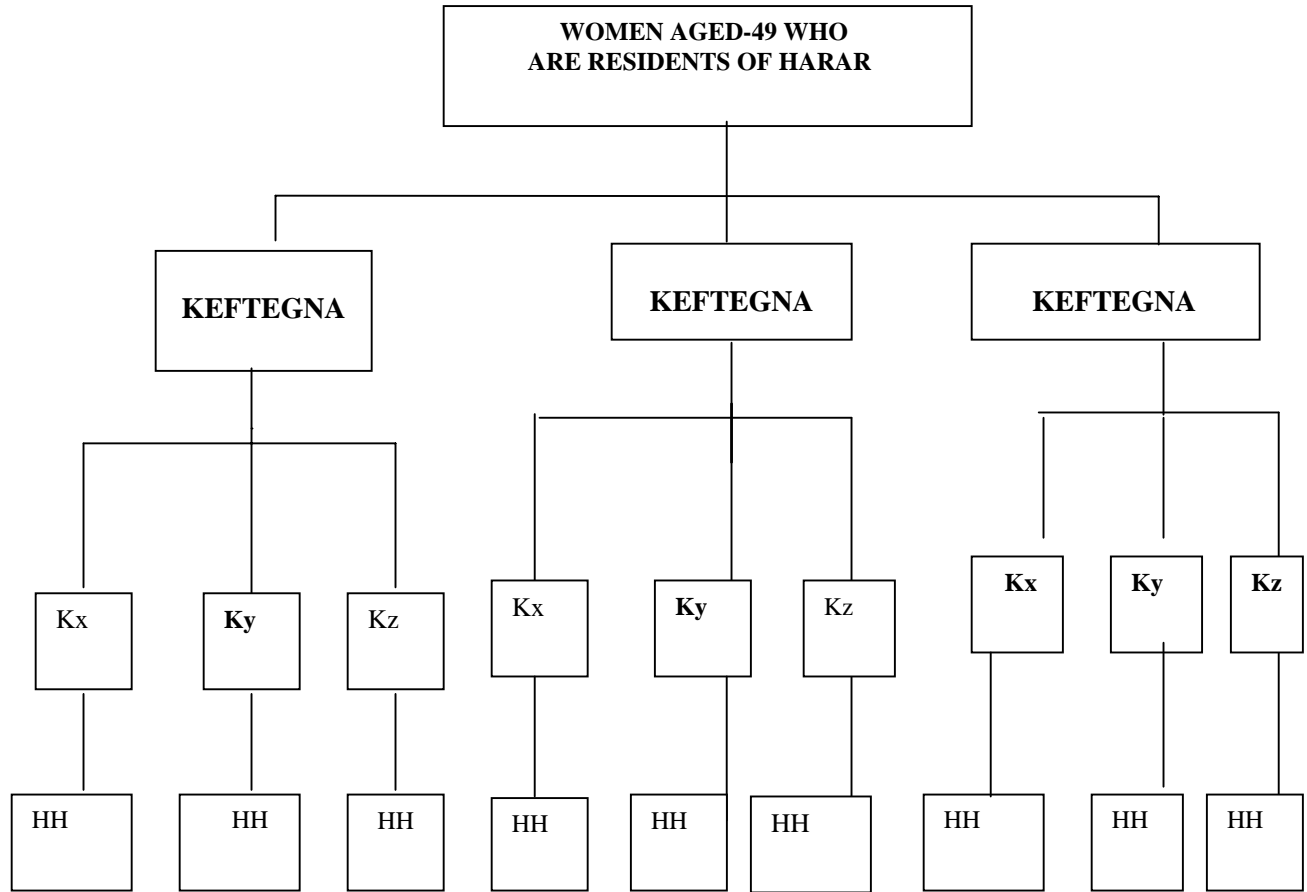 WOMEN AGED-49 WHO
ARE RESIDENTS OF HARAR
KEFTEGNA
KEFTEGNA
KEFTEGNA
Kx
Ky
Kz
Kx
Ky
Kz
Kx
Ky
Kz
HH
HH
HH
HH
HH
HH
HH
HH
HH